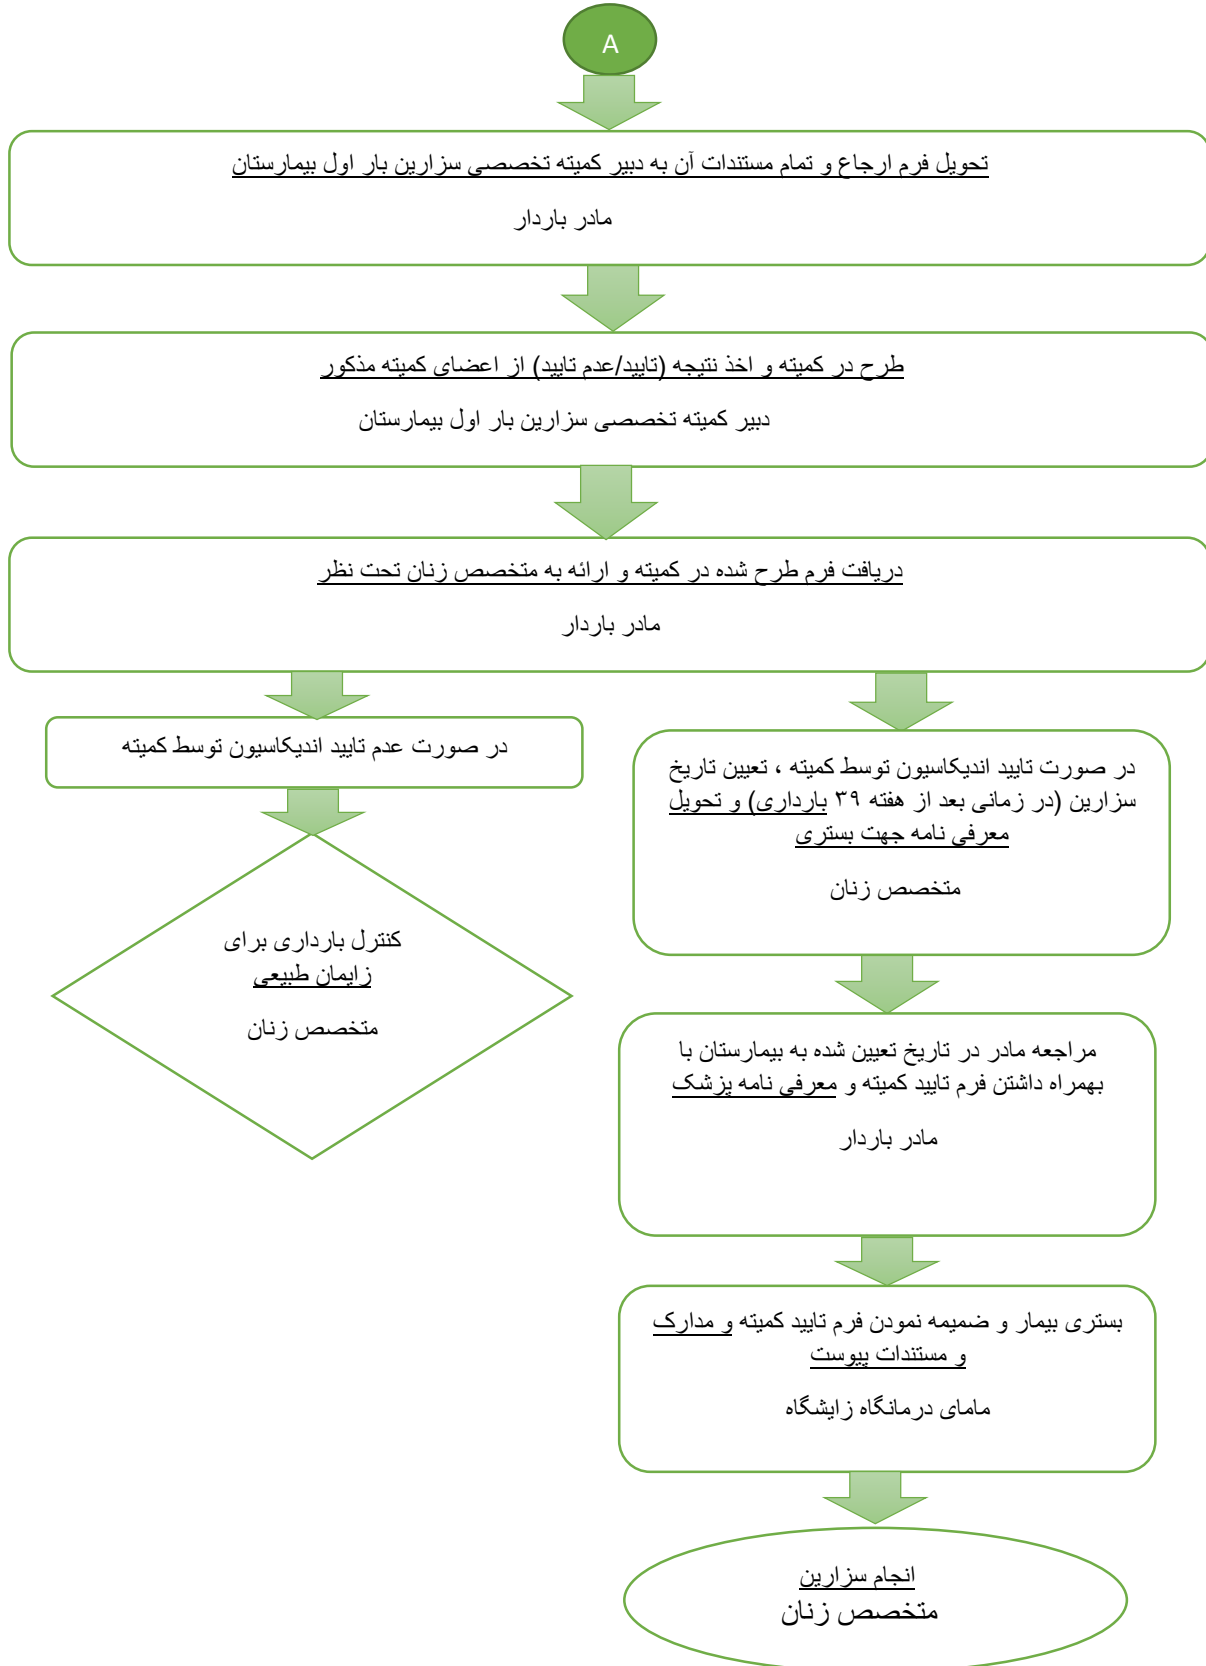 A
تحویل فرم ارجاع و تمام مستندات آن به دبیر کمیته تخصصی سزارین بار اول بیمارستان
مادر باردار
طرح در کمیته و اخذ نتیجه (تایید/عدم تایید) از اعضای کمیته مذکور
دبیر کمیته تخصصی سزارین بار اول بیمارستان
دریافت فرم طرح شده در کمیته و ارائه به متخصص زنان تحت نظر
مادر باردار
در صورت تایید اندیکاسیون توسط کمیته ، تعیین تاریخ
سزارین (در زمانی بعد از هفته ۳۹ بارداری) و تحویل
معرفی نامه جهت بستری
متخصص زنان
مراجعه مادر در تاریخ تعیین شده به بیمارستان با
بهمراه داشتن فرم تایید کمیته و معرفی نامه پزشک
مادر باردار
بستری بیمار و ضمیمه نمودن فرم تایید کمیته و مدارک
و مستندات پیوست
مامای درمانگاه زایشگاه
انجام سزارین
متخصص زنان
در صورت عدم تایید اندیکاسیون توسط کمیته
کنترل بارداری برای
زایمان طبیعی
متخصص زنان